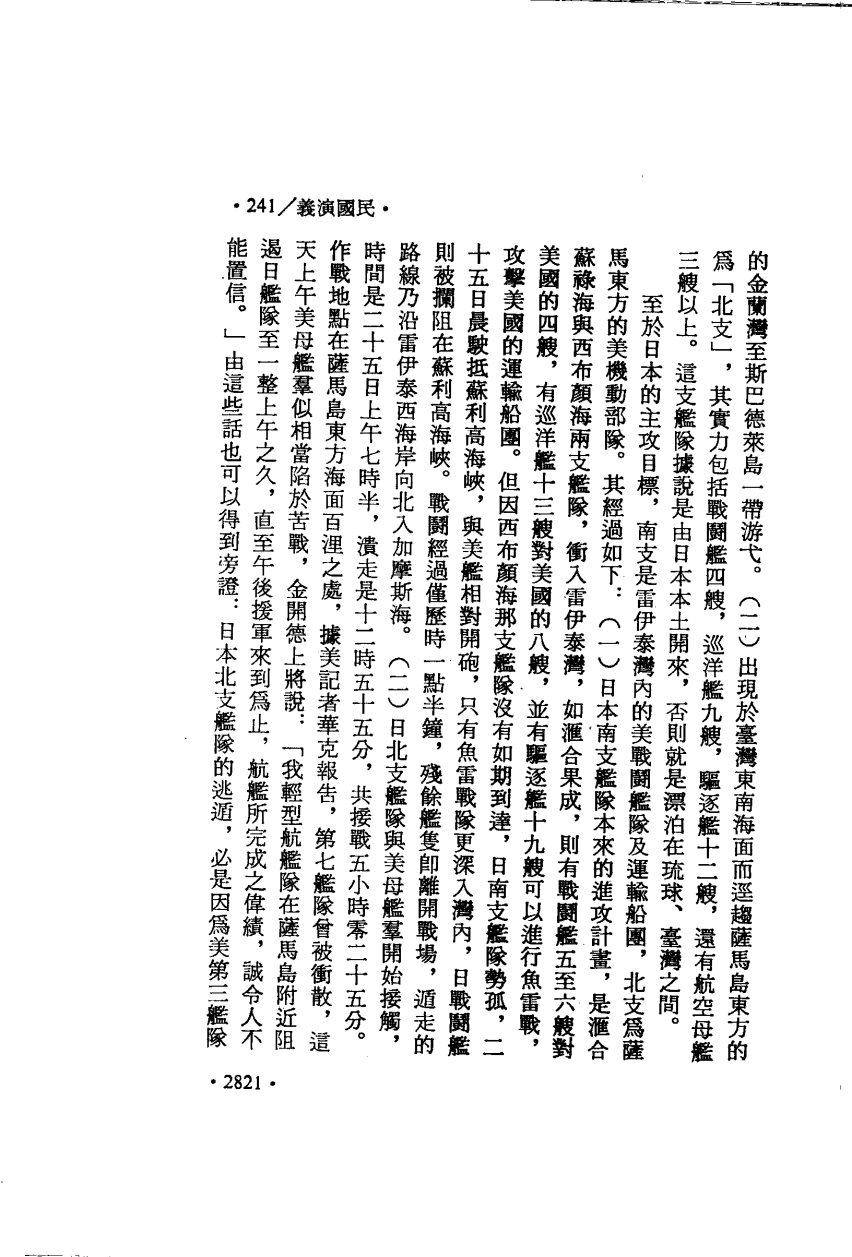 •241／義演國民•
的金蘭灣至斯巴德萊島一帶游弋。（二）出現於臺灣東南海面而逕趨薩馬島東方的
爲「北支」，其實力包括戰鬪艦四艘，巡洋艦九艘，驅逐艦十二艘，還有航空母艦
三艘以上。這支艦隊據說是由日本本土開來，否則就是漂泊在琉球、臺灣之間。
至於日本的主攻目標，南支是雷伊泰灣內的美戰鬪艦隊及運輸船團，北支爲薩
馬東方的美機動部隊。其經過如下：（一）日本南支艦隊本來的進攻計畫，是滙合
蘇祿海與西布顏海兩支艦隊，衝入雷伊泰灣，如滙合果成，則有戰鬪艦五至六艘對
美國的四艘，有巡洋艦十三艘對美國的八艘，並有驅逐艦十九艘可以進行魚雷戰，
攻擊美國的運輸船團。但因西布顏海那支艦隊沒有如期到達，日南支艦隊勢孤，二
十五日晨駛抵蘇利高海峽，與美艦相對開砲，只有魚雷戰隊更深入灣內，日戰鬪艦
則被攔阻在蘇利高海峽。戰鬪經過僅歷時一點半鐘，殘餘艦隻卽離開戰場，遁走的
路線乃沿雷伊泰西海岸向北入加摩斯海。（二）日北支艦隊與美母艦羣開始接觸，
時間是二十五日上午七時半，潰走是十二時五十五分，共接戰五小時零二十五分。
作戰地點在薩馬島東方海面百浬之處，據美記者華克報告，第七艦隊曾被衝散，這
天上午美母艦羣似相當陷於苦戰，金開德上將說：「我輕型航艦隊在薩馬島附近阻
遏日艦隊至一整上午之久，直至午後援軍來到爲止，航艦所完成之偉績，誠令人不
能置信。」由這些話也可以得到旁證：日本北支艦隊的逃遁，必是因爲美第三艦隊
•2821•